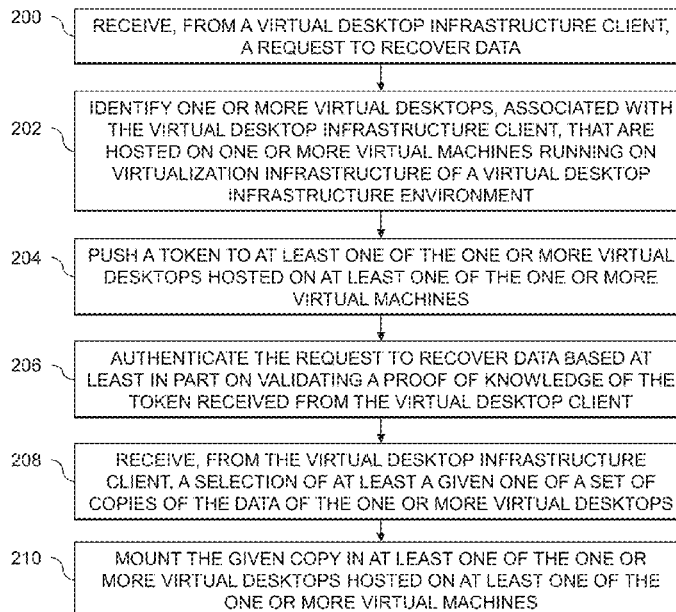 200
RECEIVE, FROM A VIRTUAL DESKTOP INFRASTRUCTURE CLIENT,
A REQUEST TO RECOVER DATA
202
IDENTIFY ONE OR MORE VIRTUAL DESKTOPS, ASSOCIATED WITH
THE VIRTUAL DESKTOP INFRASTRUCTURE CLIENT, THAT ARE
HOSTED ON ONE OR MORE VIRTUAL MACHINES RUNNING ON
VIRTUALIZATION INFRASTRUCTURE OF A VIRTUAL DESKTOP
INFRASTRUCTURE ENVIRONMENT
204
PUSH A TOKEN TO AT LEAST ONE OF THE ONE OR MORE VIRTUAL
DESKTOPS HOSTED ON AT LEAST ONE OF THE ONE OR MORE
VIRTUAL MACHINES
206
AUTHENTICATE THE REQUEST TO RECOVER DATA BASED AT
LEAST IN PART ON VALIDATING A PROOF OF KNOWLEDGE OF THE
TOKEN RECEIVED FROM THE VIRTUAL DESKTOP CLIENT
208
RECEIVE, FROM THE VIRTUAL DESKTOP INFRASTRUCTURE
CLIENT, A SELECTION OF AT LEAST A GIVEN ONE OF A SET OF
COPIES OF THE DATA OF THE ONE OR MORE VIRTUAL DESKTOPS
210
MOUNT THE GIVEN COPY IN AT LEAST ONE OF THE ONE OR
MORE VIRTUAL DESKTOPS HOSTED ON AT LEAST ONE OF THE
ONE OR MORE VIRTUAL MACHINES